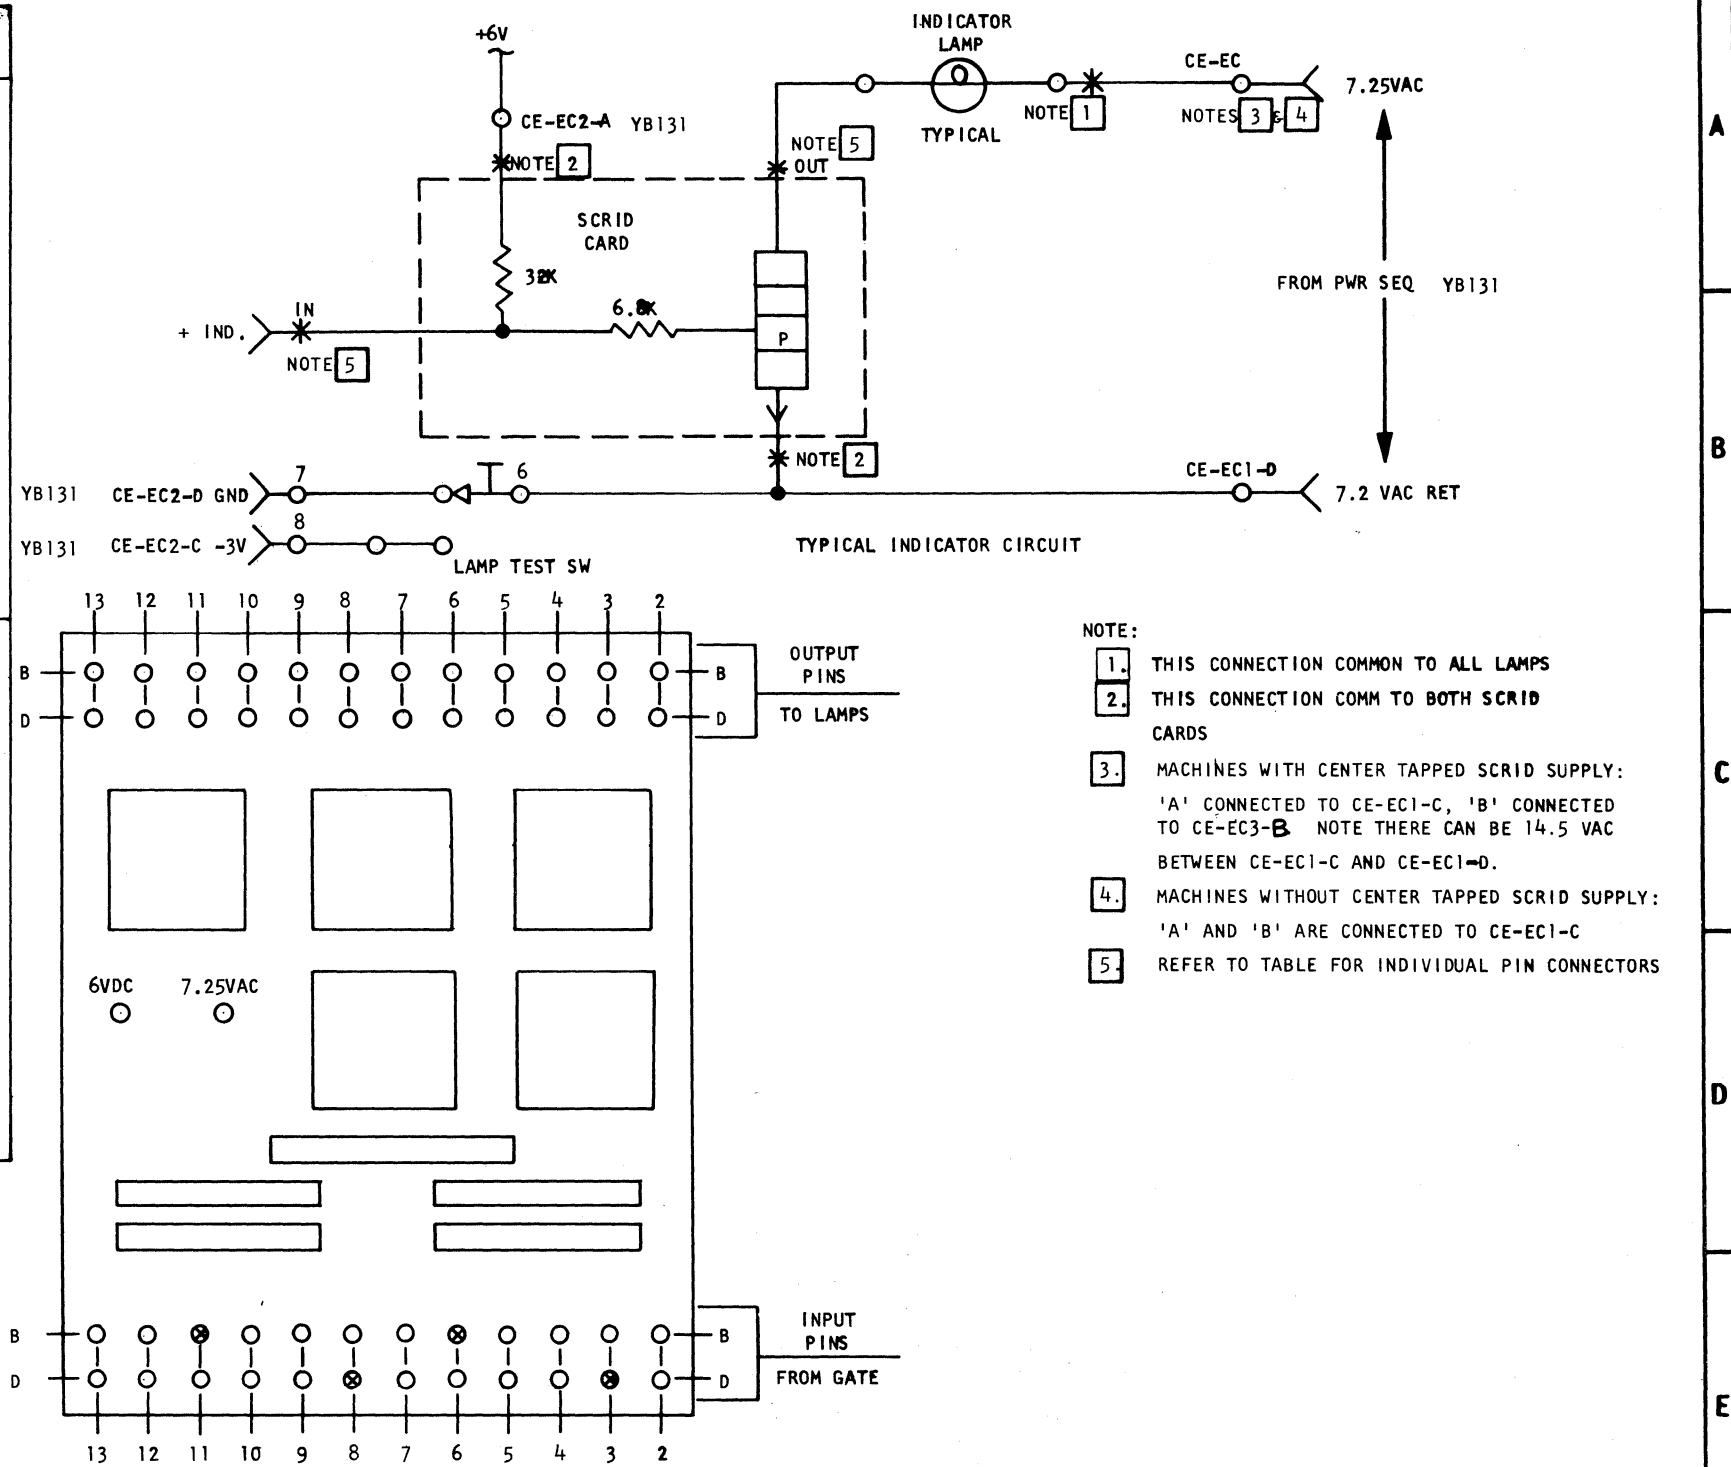 +6V
INDICATOR
LAMP
CE-EC2-A YB131
NOTE 2
NOTE 5
OUT
TYPICAL
NOTE 1
CE-EC
NOTES 3 & 4
7.25VAC
A
SCRID
CARD
6.8K
P
+ IND.
IN
NOTE 5
FROM PWR SEQ YB131
NOTE 2
B
YB131 CE-EC2-D GND
7
6
CE-EC1-D
7.2 VAC RET
YB131 CE-EC2-C -3V
8
LAMP TEST SW
TYPICAL INDICATOR CIRCUIT
13 12 11 10 9 8 7 6 5 4 3 2
B
B
D
D
OUTPUT
PINS
TO LAMPS
NOTE:
1. THIS CONNECTION COMMON TO ALL LAMPS
2. THIS CONNECTION COMM TO BOTH SCRID
CARDS
3. MACHINES WITH CENTER TAPPED SCRID SUPPLY:
'A' CONNECTED TO CE-EC1-C, 'B' CONNECTED
TO CE-EC3-B NOTE THERE CAN BE 14.5 VAC
BETWEEN CE-EC1-C AND CE-EC1-D.
4. MACHINES WITHOUT CENTER TAPPED SCRID SUPPLY:
'A' AND 'B' ARE CONNECTED TO CE-EC1-C
5. REFER TO TABLE FOR INDIVIDUAL PIN CONNECTORS
C
6VDC 7.25VAC
D
B
B
D
D
INPUT
PINS
FROM GATE
13 12 11 10 9 8 7 6 5 4 3 2
E